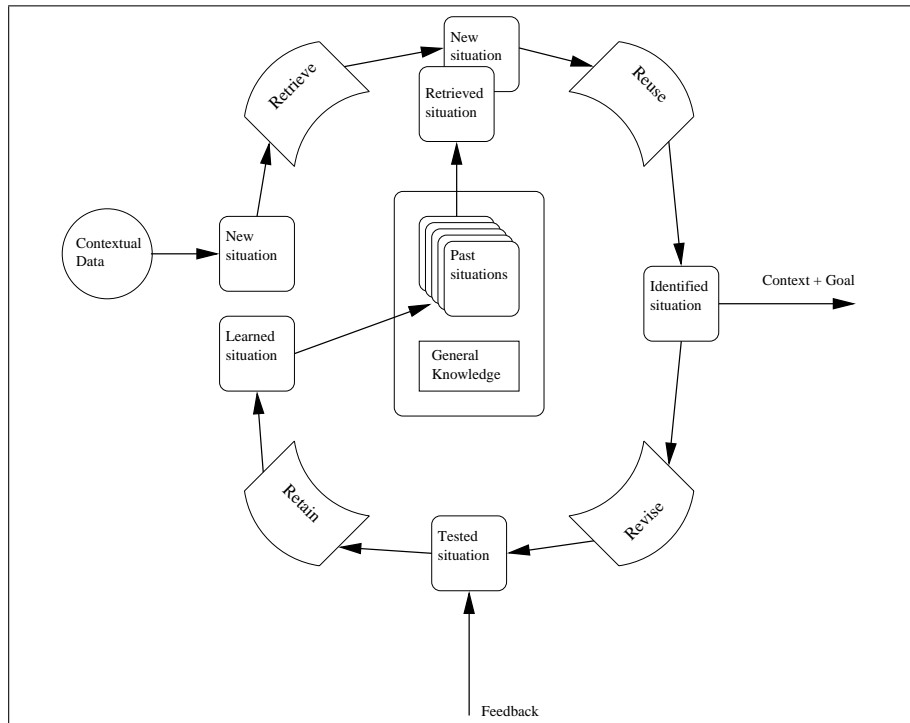 New
situation
Retrieved
situation
Retrieve
Reuse
Contextual
Data
New
situation
Past
situations
Identified
situation
Context + Goal
Learned
situation
General
Knowledge
Retain
Tested
situation
Revise
Feedback